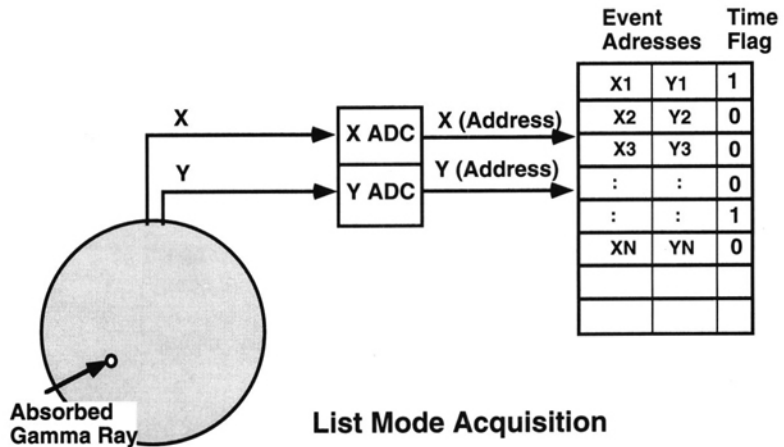 Event Adresses
Time Flag
X
Y
X ADC
Y ADC
X (Address)
Y (Address)
X1 Y1 1
X2 Y2 0
X3 Y3 0
: : 0
: : 1
XN YN 0
Absorbed
Gamma Ray
List Mode Acquisition